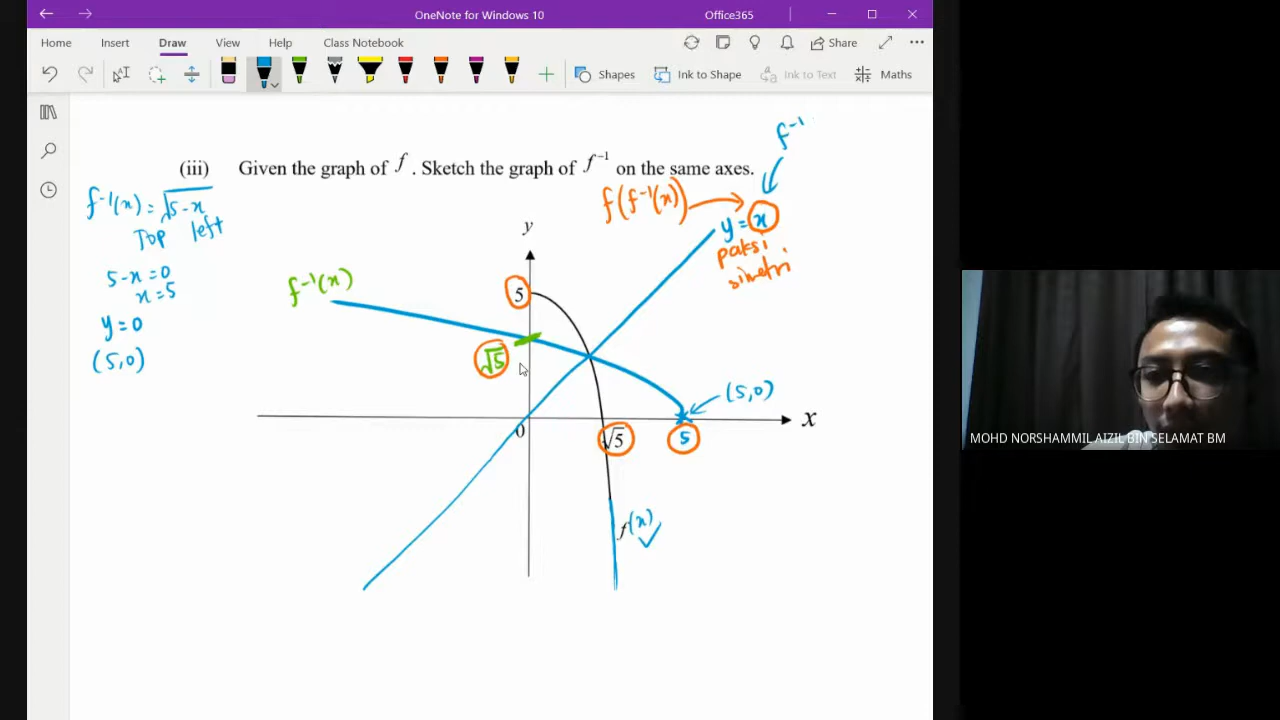 OneNote for Windows 10
Office365
Home Insert Draw View Help Class Notebook Share
Shapes Ink to Shape Ink to Text Maths
(iii) Given the graph of f. Sketch the graph of f⁻¹ on the same axes.
f⁻¹
f⁻¹(x) = √5-x
Top left
5-x=0
x=5
y=0
(5,0)
f(f⁻¹(x))
y=x
paksi
simetri
y
f⁻¹(x)
5
√5
(5,0)
0
√5
5
x
f(x)
MOHD NORSHAMMIL AIZIL BIN SELAMAT BM